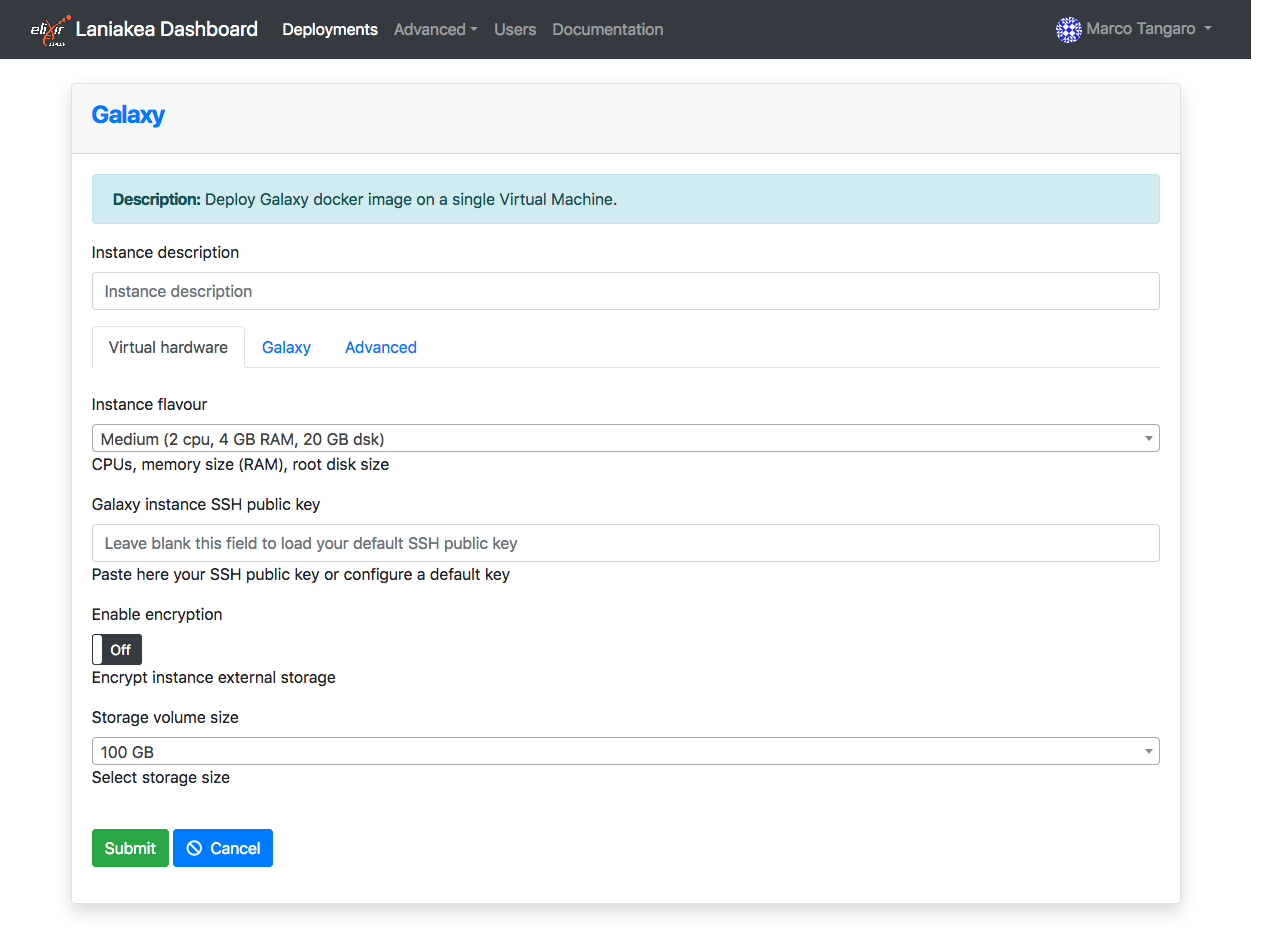 elixir Laniakea Dashboard Deployments Advanced Users Documentation Marco Tangaro
ITALY
Galaxy
Description: Deploy Galaxy docker image on a single Virtual Machine.
Instance description
Instance description
Virtual hardware Galaxy Advanced
Instance flavour
Medium (2 cpu, 4 GB RAM, 20 GB dsk)
CPUs, memory size (RAM), root disk size
Galaxy instance SSH public key
Leave blank this field to load your default SSH public key
Paste here your SSH public key or configure a default key
Enable encryption
Off
Encrypt instance external storage
Storage volume size
100 GB
Select storage size
Submit Cancel